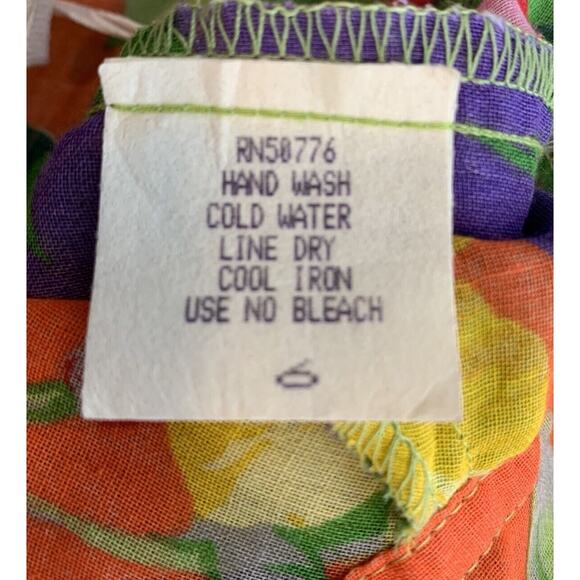 RN50776
HAND WASH
COLD WATER
LINE DRY
COOL IRON
USE NO BLEACH